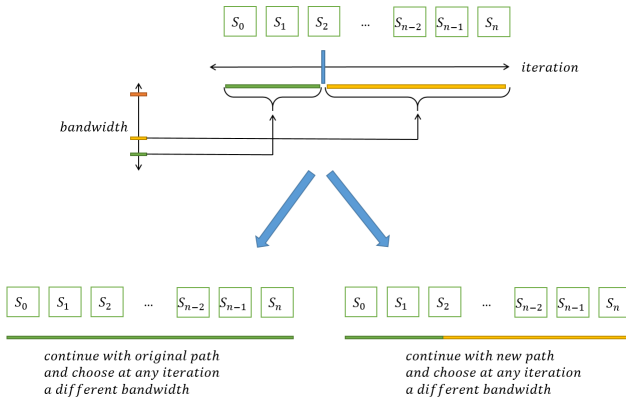 S₀ S₁ S₂ ... Sₙ₋₂ Sₙ₋₁ Sₙ
iteration
bandwidth
S₀ S₁ S₂ ... Sₙ₋₂ Sₙ₋₁ Sₙ
S₀ S₁ S₂ ... Sₙ₋₂ Sₙ₋₁ Sₙ
continue with original path
and choose at any iteration
a different bandwidth
continue with new path
and choose at any iteration
a different bandwidth